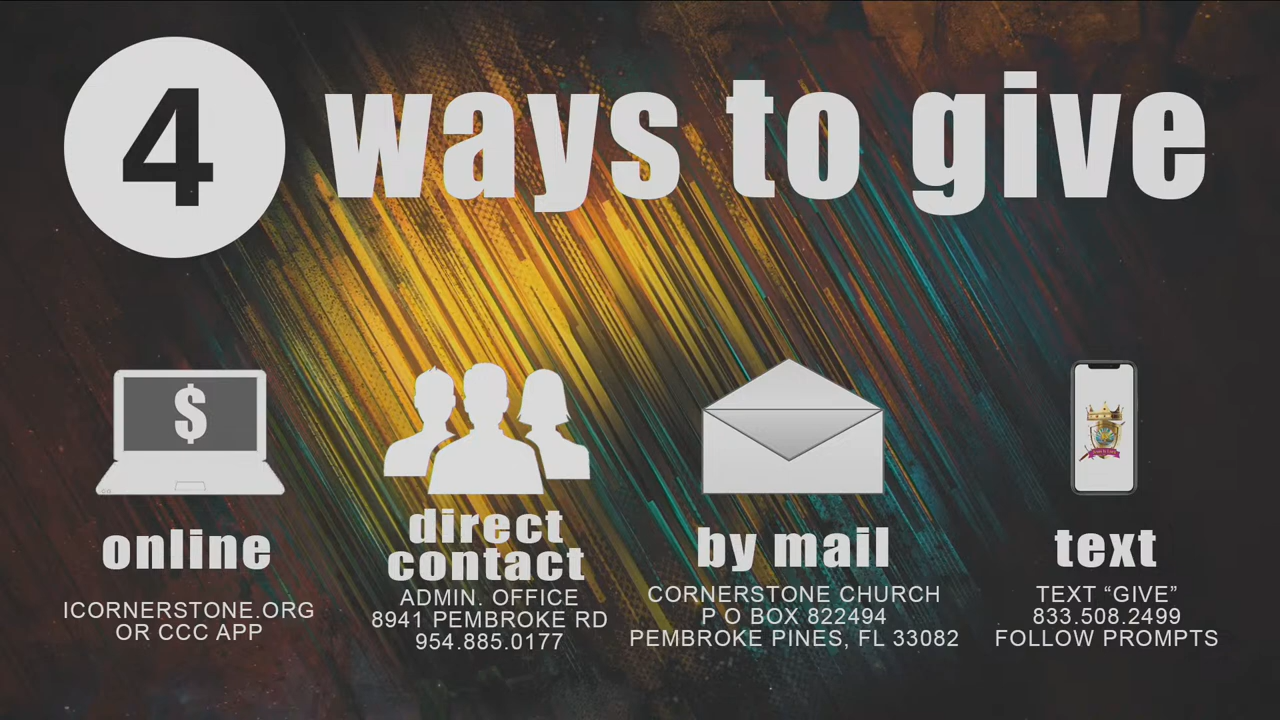 4 ways to give
$
online
ICORNERSTONE.ORG
OR CCC APP
direct
contact
ADMIN. OFFICE
8941 PEMBROKE RD
954.885.0177
by mail
CORNERSTONE CHURCH
P O BOX 822494
PEMBROKE PINES, FL 33082
text
TEXT “GIVE”
833.508.2499
FOLLOW PROMPTS